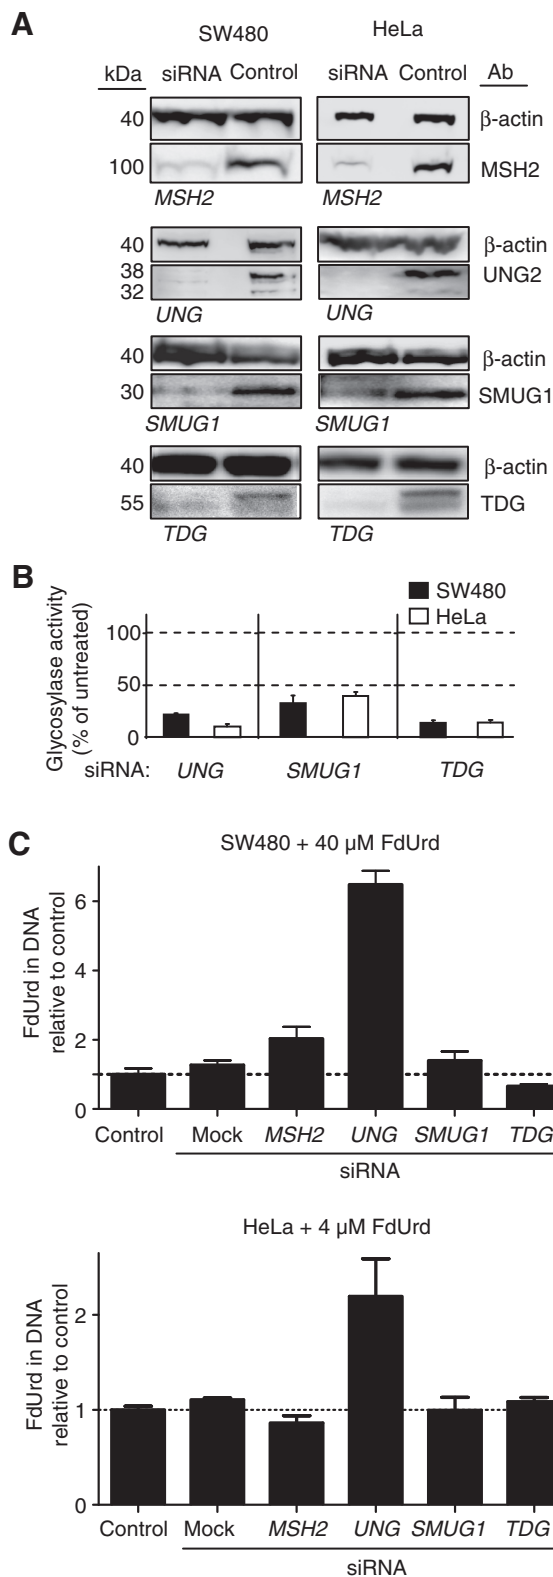 A
SW480 HeLa
kDa siRNA Control siRNA Control Ab
40 β-actin
100 MSH2
MSH2 MSH2
40 β-actin
38 UNG2
32
UNG UNG
40 β-actin
30 SMUG1
SMUG1 SMUG1
40 β-actin
55 TDG
TDG TDG
B
Glycosylase activity
(% of untreated)
SW480
HeLa
100
50
0
siRNA: UNG SMUG1 TDG
C
SW480 + 40 µM FdUrd
FdUrd in DNA
relative to control
6
4
2
0
Control Mock MSH2 UNG SMUG1 TDG
siRNA
HeLa + 4 µM FdUrd
FdUrd in DNA
relative to control
2
1
0
Control Mock MSH2 UNG SMUG1 TDG
siRNA